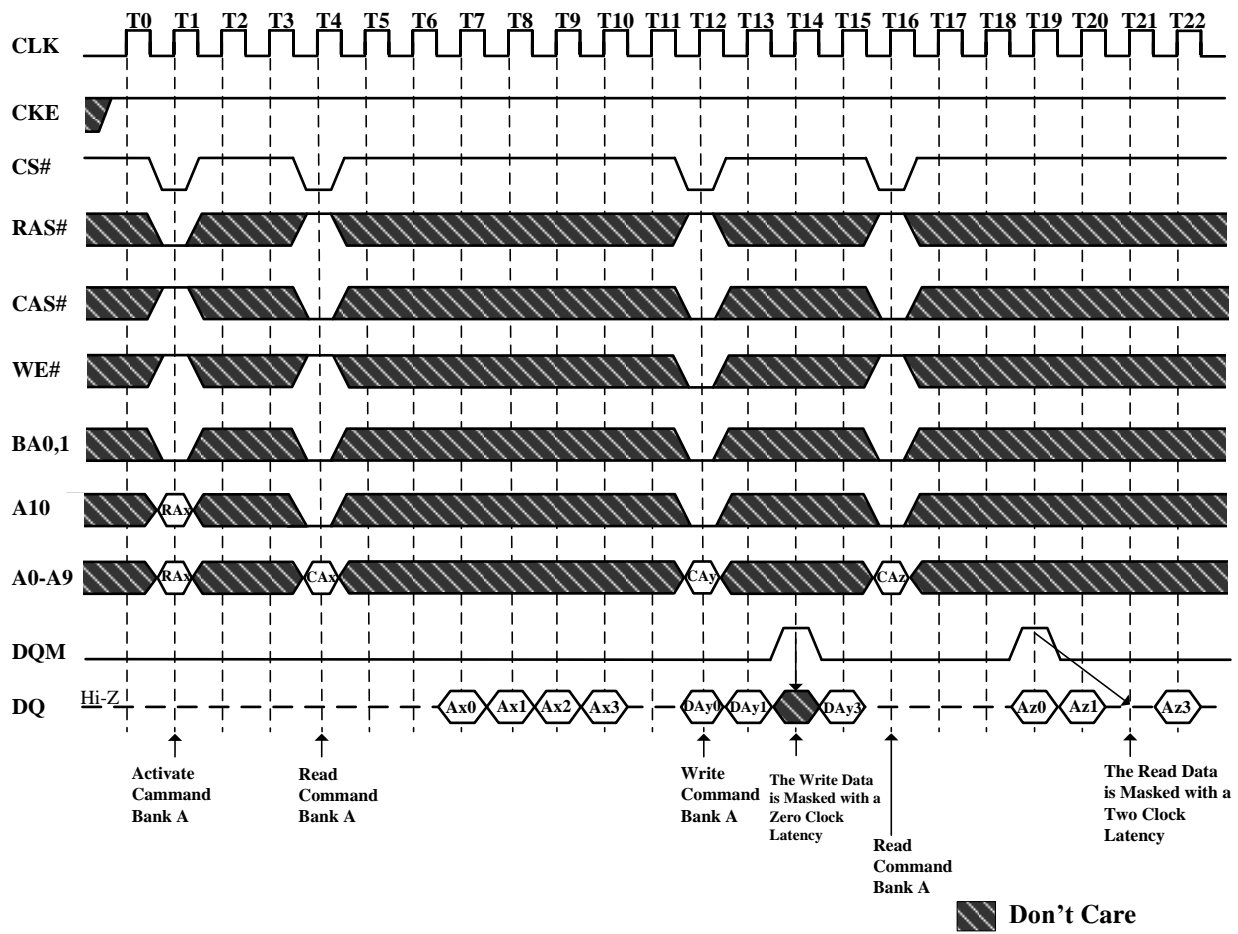 T0 T1 T2 T3 T4 T5 T6 T7 T8 T9 T10 T11 T12 T13 T14 T15 T16 T17 T18 T19 T20 T21 T22
CLK
CKE
CS#
RAS#
CAS#
WE#
BA0,1
A10 RAx
A0-A9 RAx CAx CAy CAz
DQM
DQ Hi-Z Ax0 Ax1 Ax2 Ax3 DAy0 DAy1 DAy3 Az0 Az1 Az3
Activate
Cammand
Bank A
Read
Command
Bank A
Write
Command
Bank A
The Write Data
is Masked with a
Zero Clock
Latency
Read
Command
Bank A
The Read Data
is Masked with a
Two Clock
Latency
Don't Care